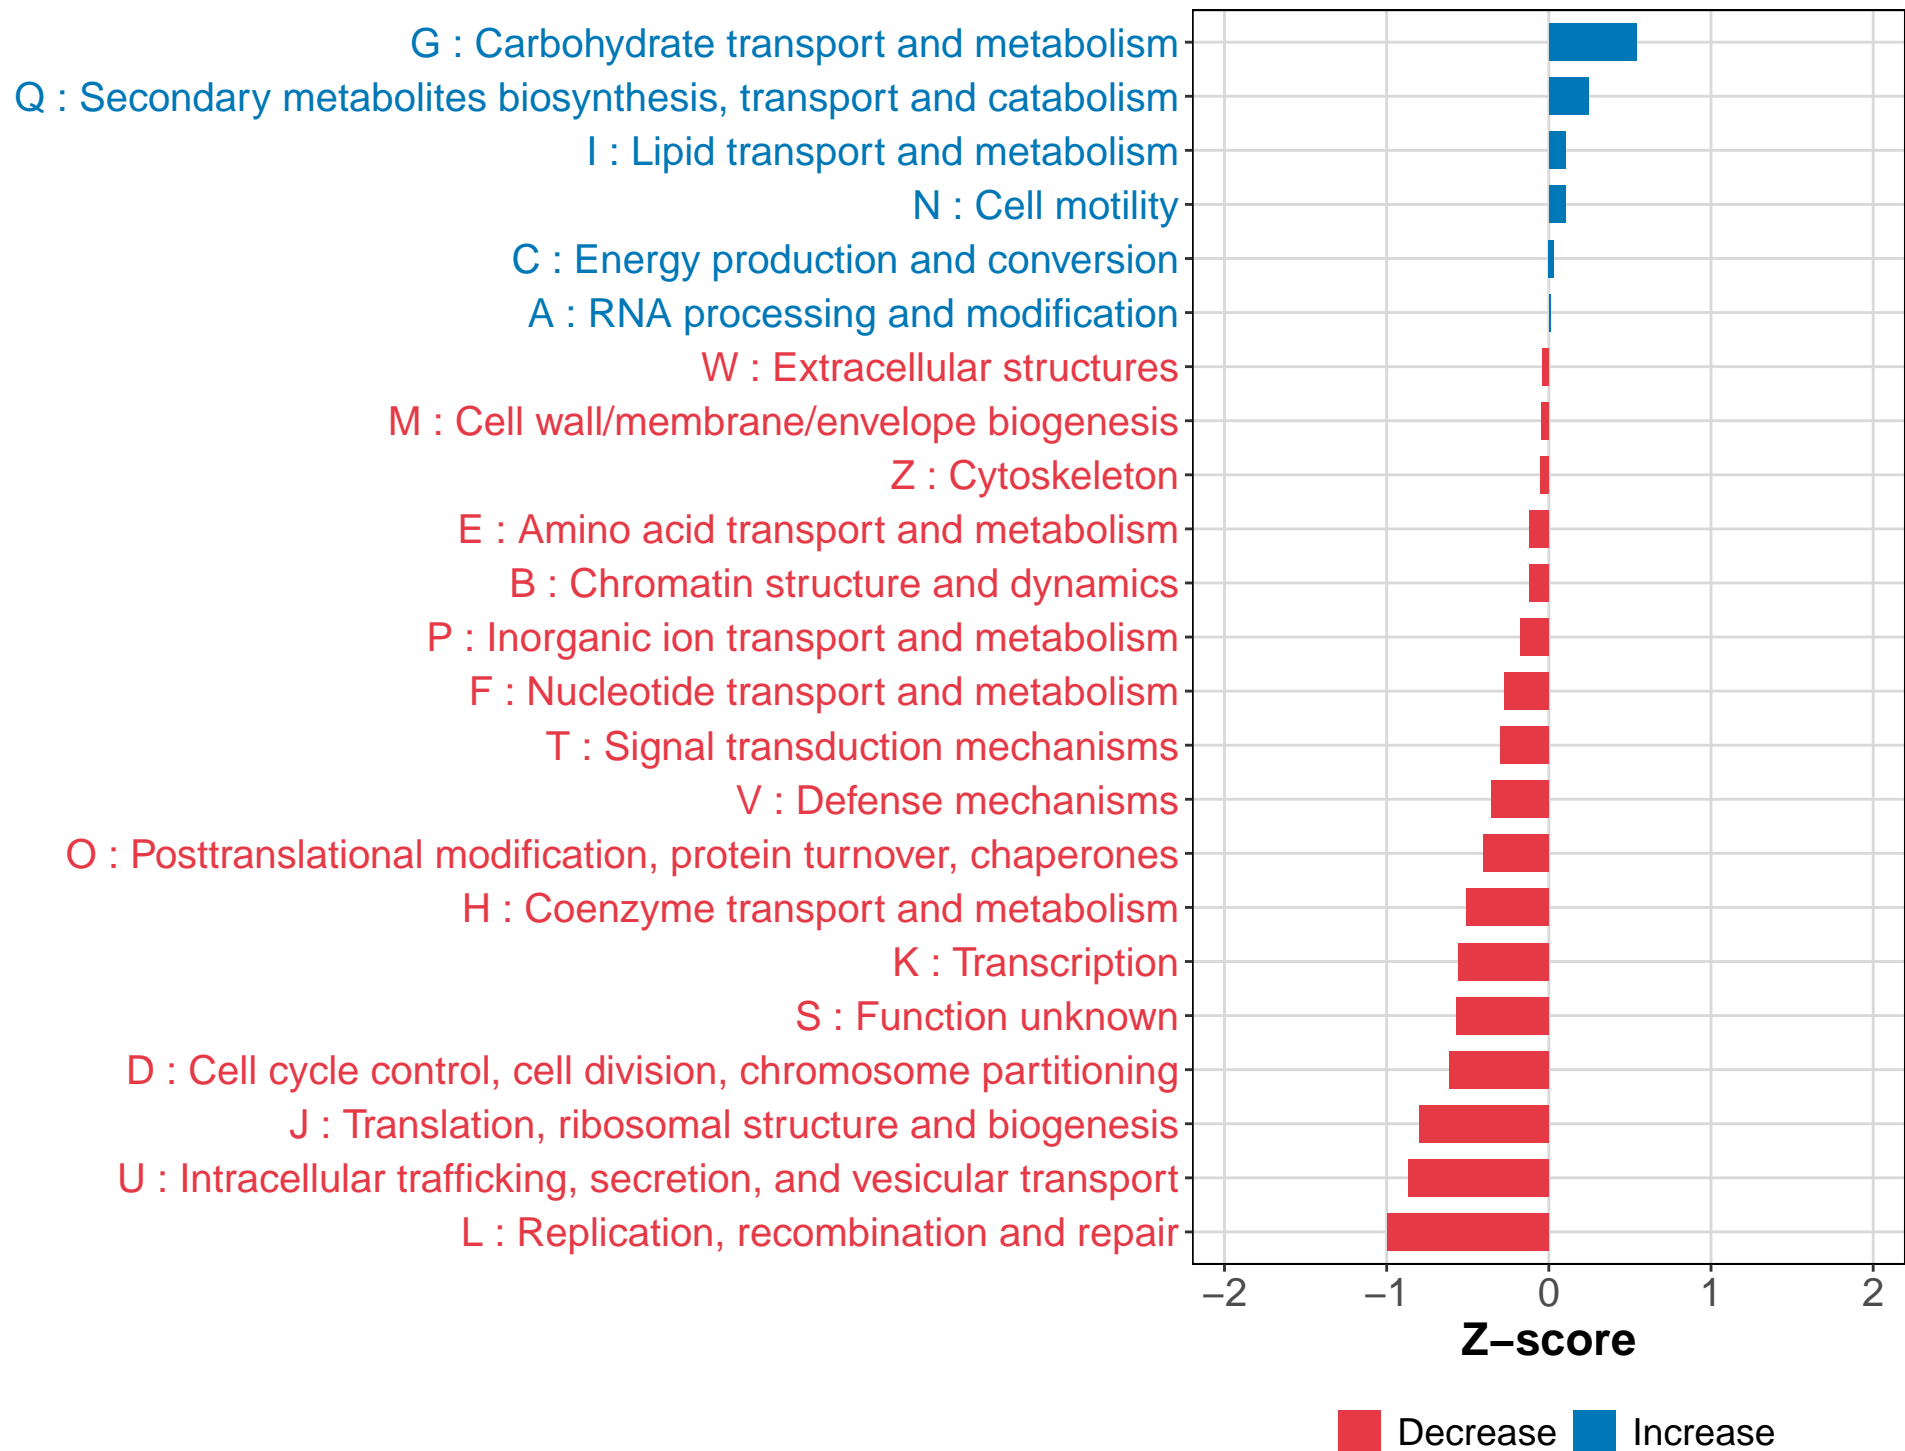 G : Carbohydrate transport and metabolism
Q : Secondary metabolites biosynthesis, transport and catabolism
I : Lipid transport and metabolism
N : Cell motility
C : Energy production and conversion
A : RNA processing and modification
W : Extracellular structures
M : Cell wall/membrane/envelope biogenesis
Z : Cytoskeleton
E : Amino acid transport and metabolism
B : Chromatin structure and dynamics
P : Inorganic ion transport and metabolism
F : Nucleotide transport and metabolism
T : Signal transduction mechanisms
V : Defense mechanisms
O : Posttranslational modification, protein turnover, chaperones
H : Coenzyme transport and metabolism
K : Transcription
S : Function unknown
D : Cell cycle control, cell division, chromosome partitioning
J : Translation, ribosomal structure and biogenesis
U : Intracellular trafficking, secretion, and vesicular transport
L : Replication, recombination and repair
−2 −1 0 1 2
Z−score
Decrease Increase